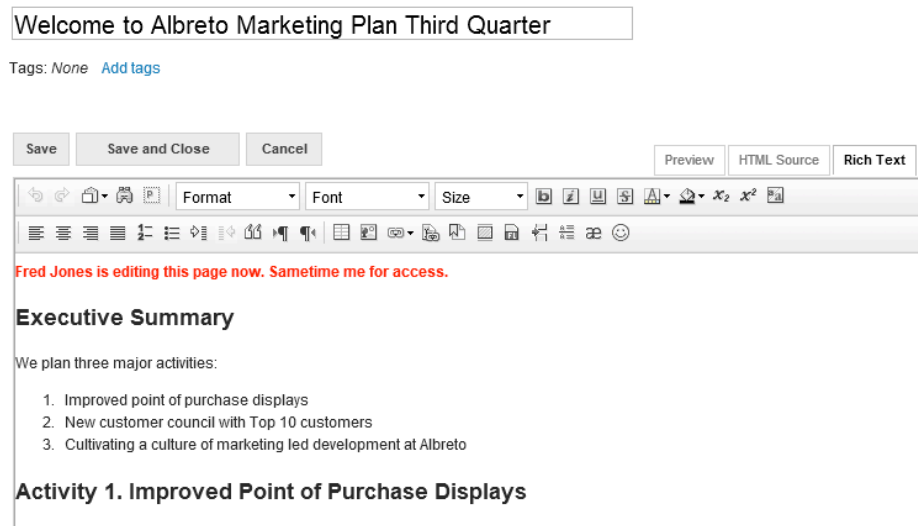 Welcome to Albreto Marketing Plan Third Quarter
Tags: None Add tags
Save Save and Close Cancel Preview HTML Source Rich Text
Format Font Size
Fred Jones is editing this page now. Sametime me for access.
Executive Summary
We plan three major activities:
1. Improved point of purchase displays
2. New customer council with Top 10 customers
3. Cultivating a culture of marketing led development at Albreto
Activity 1. Improved Point of Purchase Displays